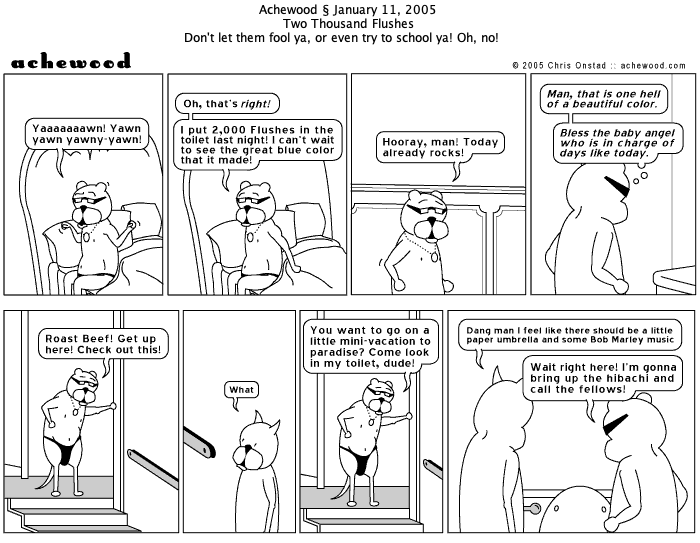 Achewood § January 11, 2005
Two Thousand Flushes
Don't let them fool ya, or even try to school ya! Oh, no!
achewood
© 2005 Chris Onstad :: achewood.com
Yaaaaaaawn! Yawn
yawn yawny-yawn!
Oh, that's right!
I put 2,000 Flushes in the
toilet last night! I can't wait
to see the great blue color
that it made!
Hooray, man! Today
already rocks!
Man, that is one hell
of a beautiful color.
Bless the baby angel
who is in charge of
days like today.
Roast Beef! Get up
here! Check out this!
What
You want to go on a
little mini-vacation to
paradise? Come look
in my toilet, dude!
Dang man I feel like there should be a little
paper umbrella and some Bob Marley music
Wait right here! I'm gonna
bring up the hibachi and
call the fellows!